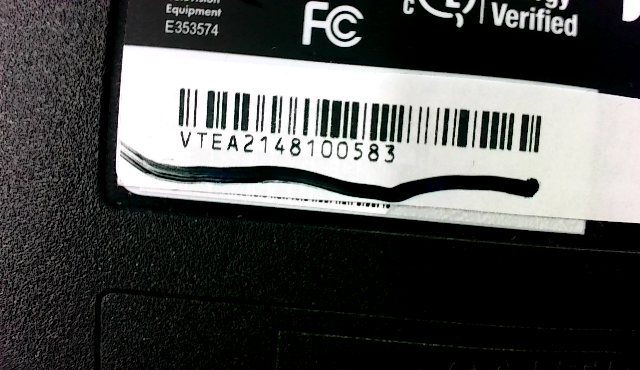 Equipment
E353574
FC
Verified
VTEA2148100583